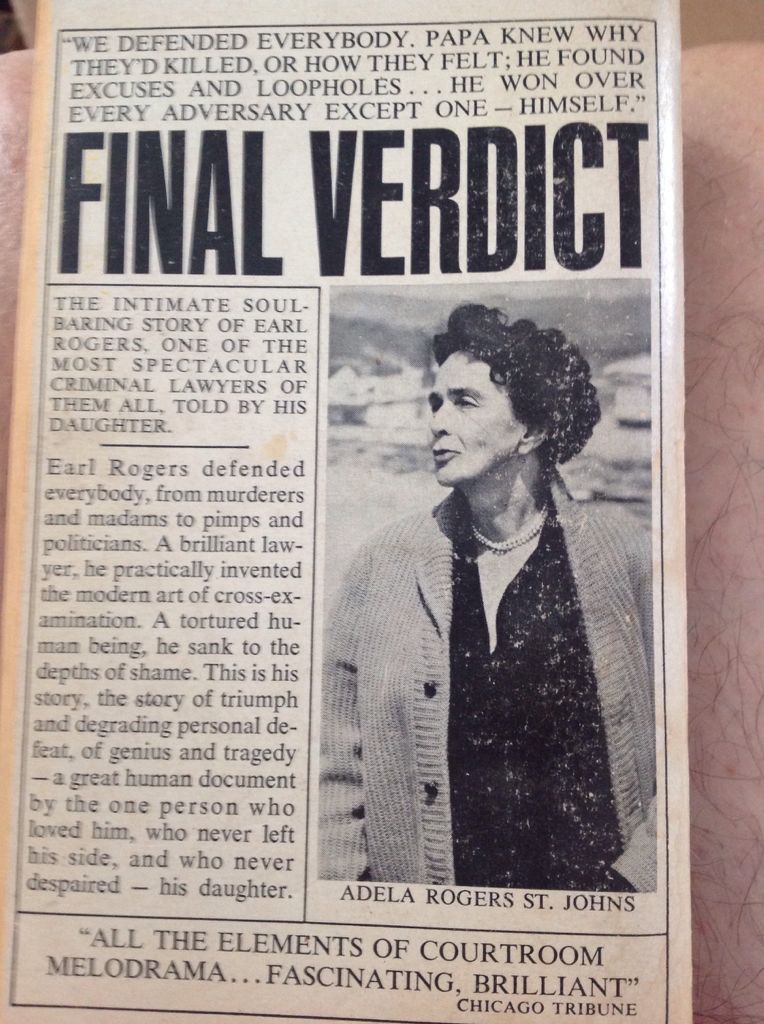 "WE DEFENDED EVERYBODY. PAPA KNEW WHY
THEY'D KILLED, OR HOW THEY FELT; HE FOUND
EXCUSES AND LOOPHOLES... HE WON OVER
EVERY ADVERSARY EXCEPT ONE — HIMSELF."
FINAL VERDICT
THE INTIMATE SOUL-
BARING STORY OF EARL
ROGERS, ONE OF THE
MOST SPECTACULAR
CRIMINAL LAWYERS OF
THEM ALL, TOLD BY HIS
DAUGHTER.
Earl Rogers defended
everybody, from murderers
and madams to pimps and
politicians. A brilliant law-
yer, he practically invented
the modern art of cross-ex-
amination. A tortured hu-
man being, he sank to the
depths of shame. This is his
story, the story of triumph
and degrading personal de-
feat, of genius and tragedy
— a great human document
by the one person who
loved him, who never left
his side, and who never
despaired — his daughter.
ADELA ROGERS ST. JOHNS
"ALL THE ELEMENTS OF COURTROOM
MELODRAMA...FASCINATING, BRILLIANT"
CHICAGO TRIBUNE